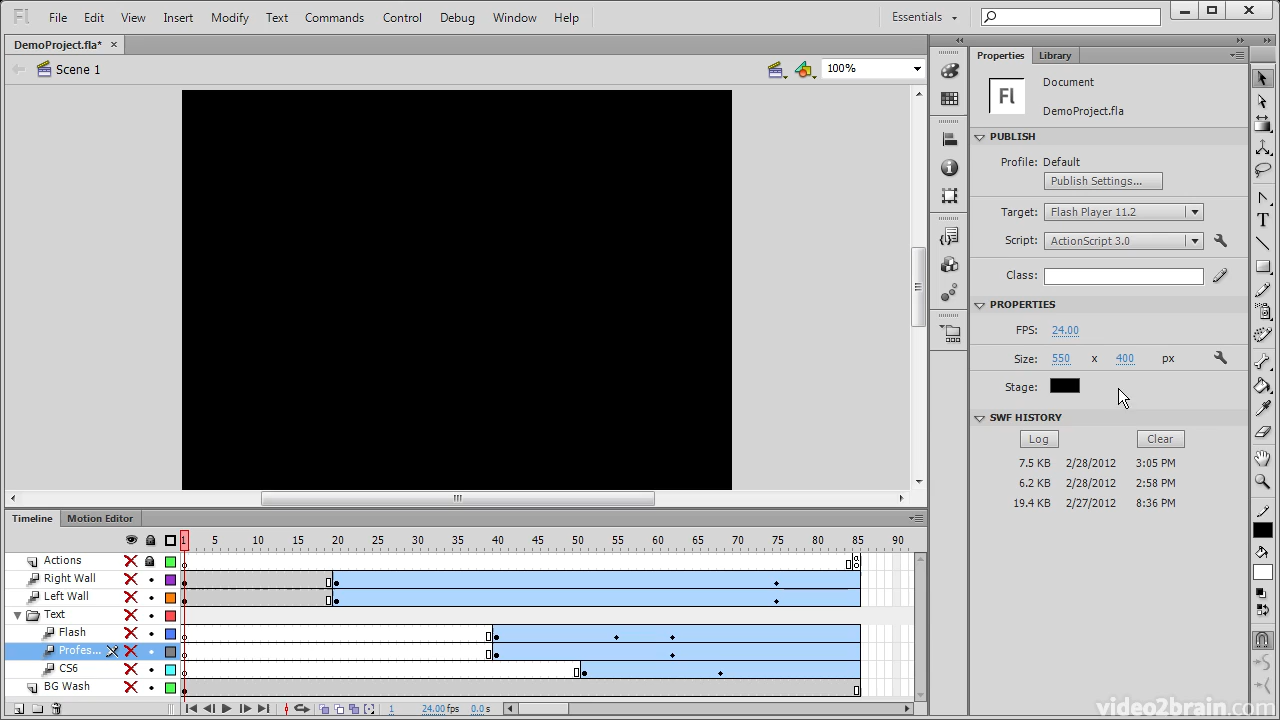 Fl File Edit View Insert Modify Text Commands Control Debug Window Help Essentials
DemoProject.fla* ×
Scene 1 100%
Properties Library
Fl Document
DemoProject.fla
PUBLISH
Profile: Default
Publish Settings...
Target: Flash Player 11.2
Script: ActionScript 3.0
Class:
PROPERTIES
FPS: 24.00
Size: 550 x 400 px
Stage:
SWF HISTORY
Log Clear
7.5 KB 2/28/2012 3:05 PM
6.2 KB 2/28/2012 2:58 PM
19.4 KB 2/27/2012 8:36 PM
T
Timeline Motion Editor
1 5 10 15 20 25 30 35 40 45 50 55 60 65 70 75 80 85 90
Actions
Right Wall
Left Wall
Text
Flash
Profes...
CS6
BG Wash
1 24.00 fps 0.0 s
video2brain.com